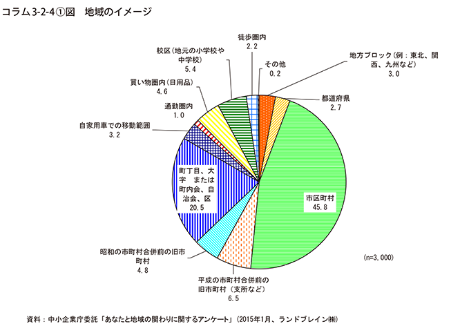 コラム3-2-4①図　地域のイメージ
徒歩圏内
2.2
その他
0.2
校区(地元の小学校や
中学校)
5.4
地方ブロック(例：東北、関
西、九州など)
3.0
買い物圏内(日用品)
4.6
都道府県
2.7
通勤圏内
1.0
自家用車での移動範囲
3.2
町丁目、大
字　または
町内会、自
治会、区
20.5
市区町村
45.8
昭和の市町村合併前の旧市
町村
4.8
平成の市町村合併前の
旧市町村(支所など)
6.5
(n=3,000)
資料：中小企業庁委託「あなたと地域の関わりに関するアンケート」(2015年1月、ランドブレイン㈱)